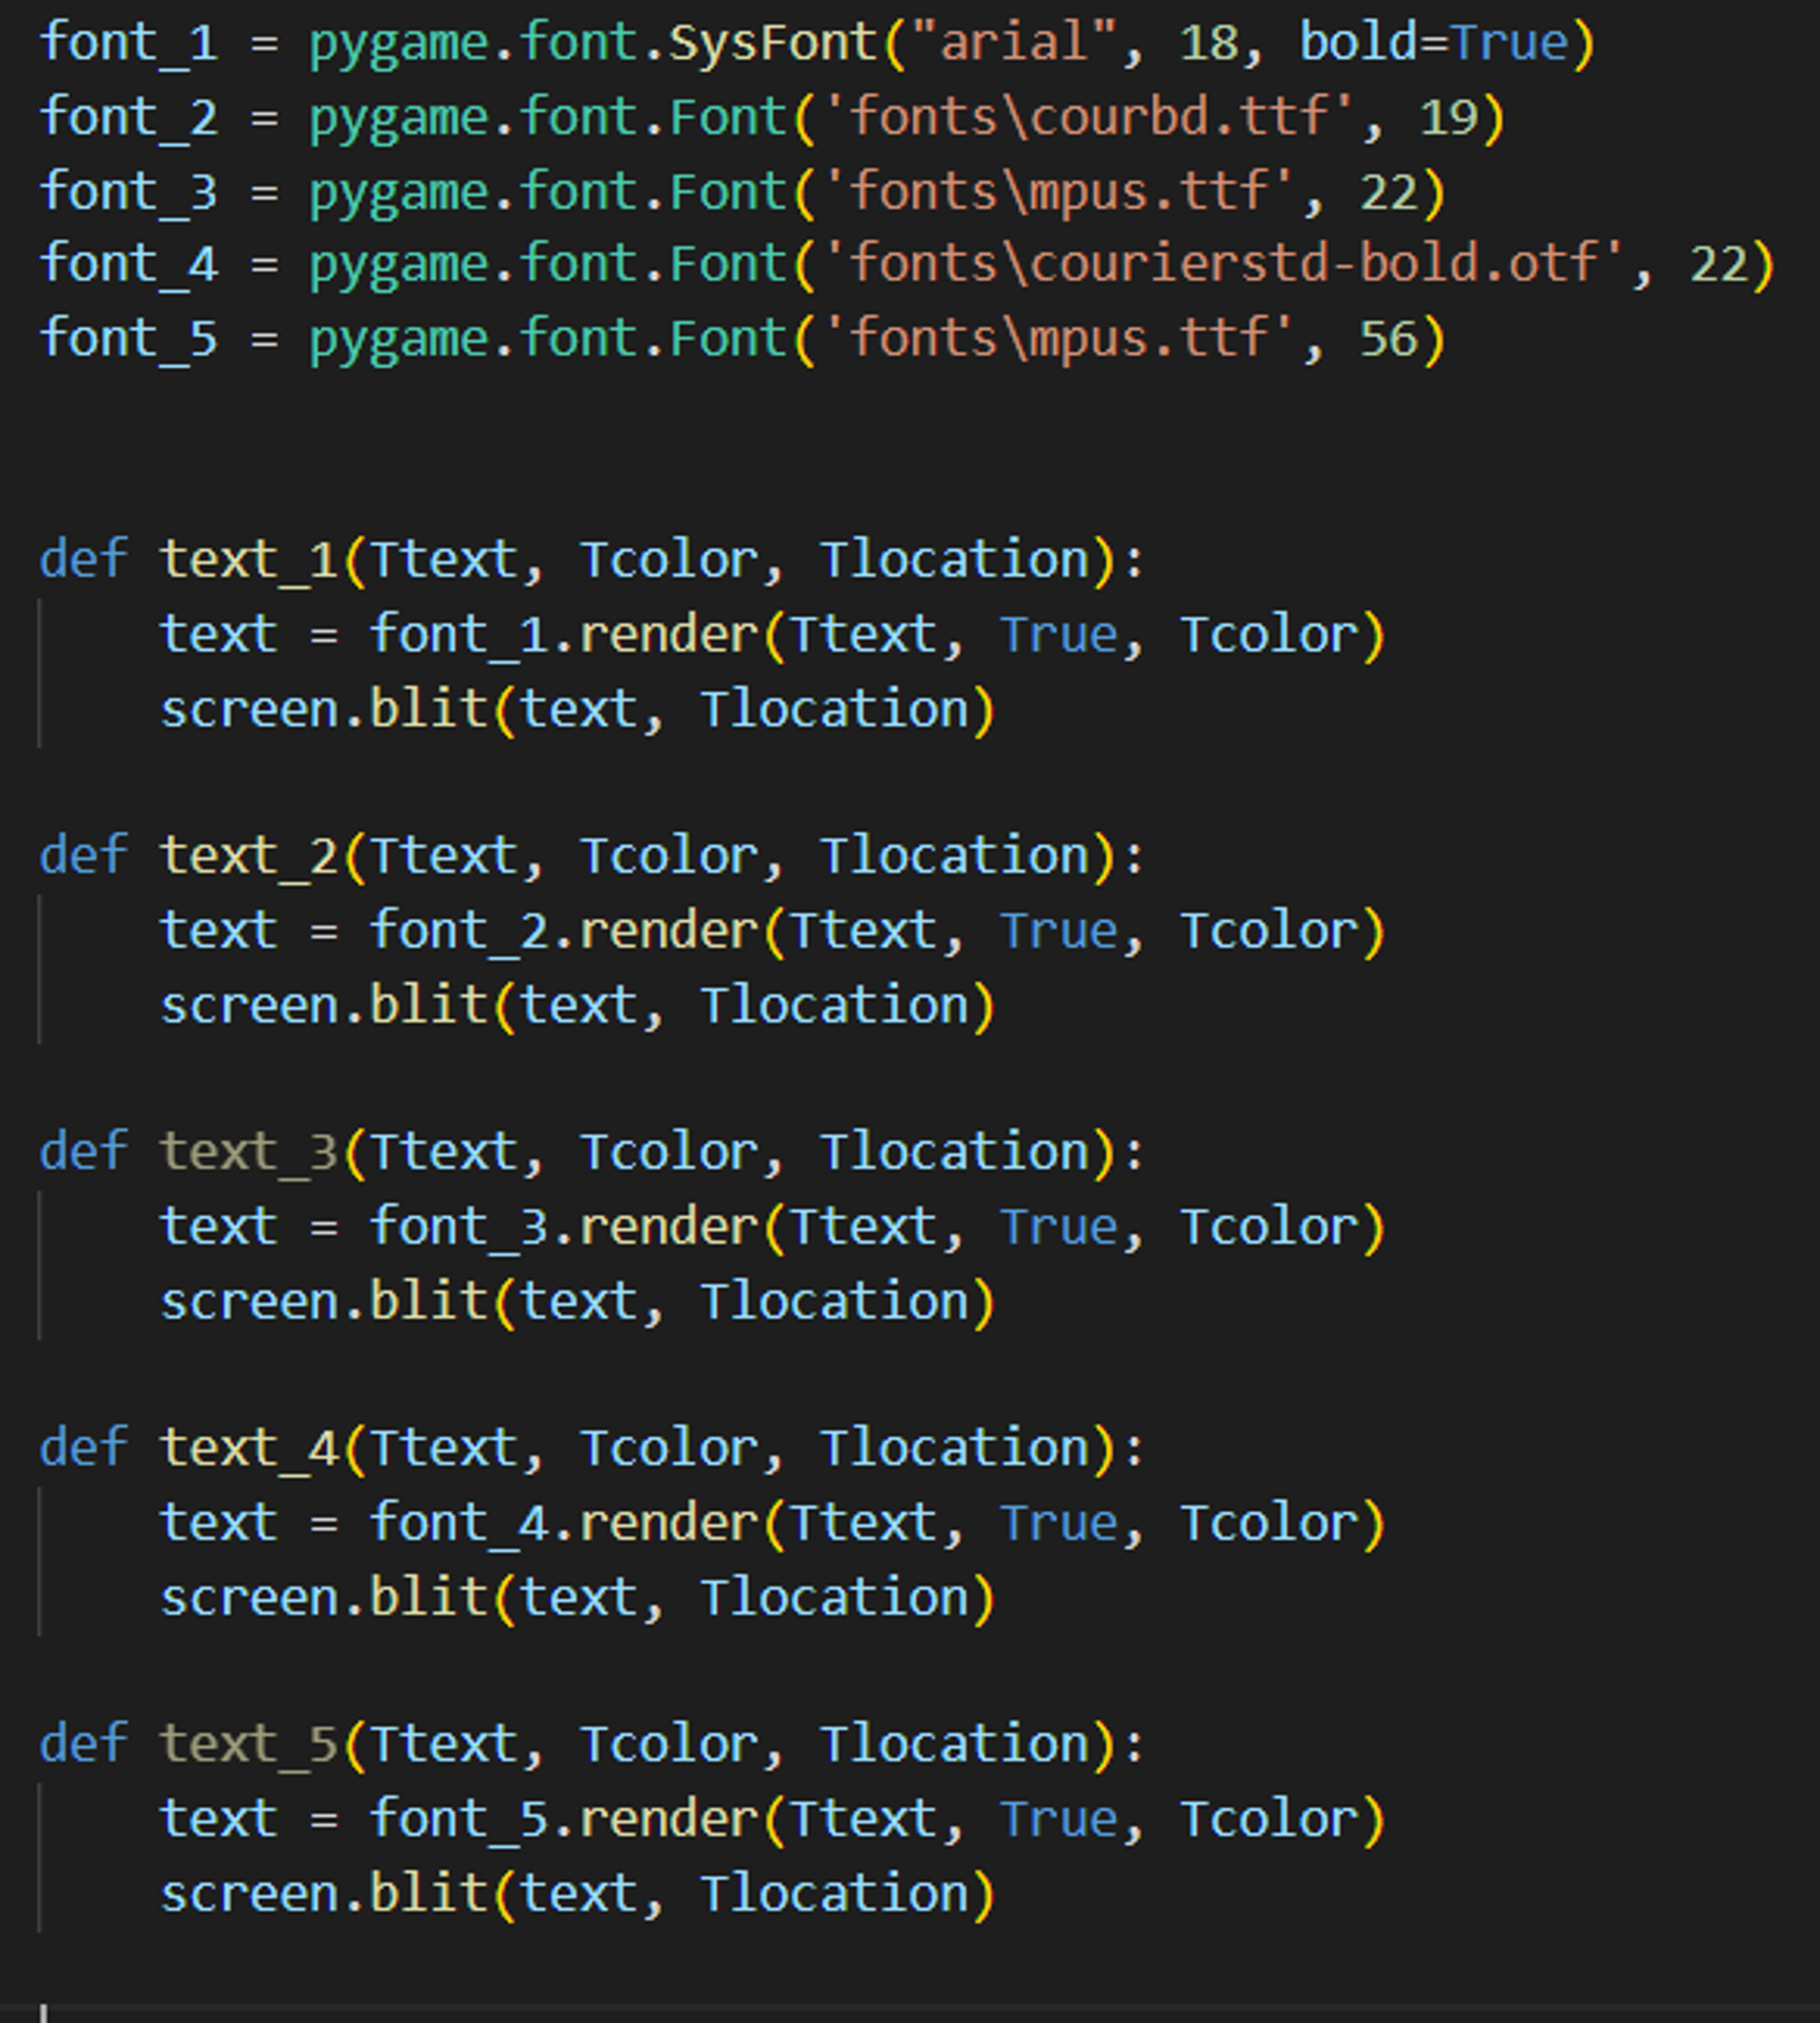 font_1 = pygame.font.SysFont("arial", 18, bold=True)
font_2 = pygame.font.Font('fonts\courbd.ttf', 19)
font_3 = pygame.font.Font('fonts\mpus.ttf', 22)
font_4 = pygame.font.Font('fonts\courierstd-bold.otf', 22)
font_5 = pygame.font.Font('fonts\mpus.ttf', 56)
def text_1(Ttext, Tcolor, Tlocation):
    text = font_1.render(Ttext, True, Tcolor)
    screen.blit(text, Tlocation)
def text_2(Ttext, Tcolor, Tlocation):
    text = font_2.render(Ttext, True, Tcolor)
    screen.blit(text, Tlocation)
def text_3(Ttext, Tcolor, Tlocation):
    text = font_3.render(Ttext, True, Tcolor)
    screen.blit(text, Tlocation)
def text_4(Ttext, Tcolor, Tlocation):
    text = font_4.render(Ttext, True, Tcolor)
    screen.blit(text, Tlocation)
def text_5(Ttext, Tcolor, Tlocation):
    text = font_5.render(Ttext, True, Tcolor)
    screen.blit(text, Tlocation)